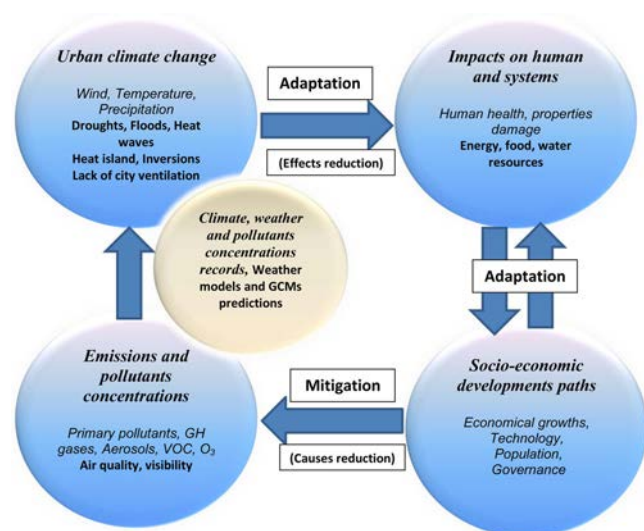 Urban climate change
Wind, Temperature,
Precipitation
Droughts, Floods, Heat
waves
Heat island, Inversions
Lack of city ventilation
Adaptation
(Effects reduction)
Impacts on human
and systems
Human health, properties
damage
Energy, food, water
resources
Climate, weather
and pollutants
concentrations
records, Weather
models and GCMs
predictions
Adaptation
Emissions and
pollutants
concentrations
Primary pollutants, GH
gases, Aerosols, VOC, O₃
Air quality, visibility
Mitigation
(Causes reduction)
Socio-economic
developments paths
Economical growths,
Technology,
Population,
Governance